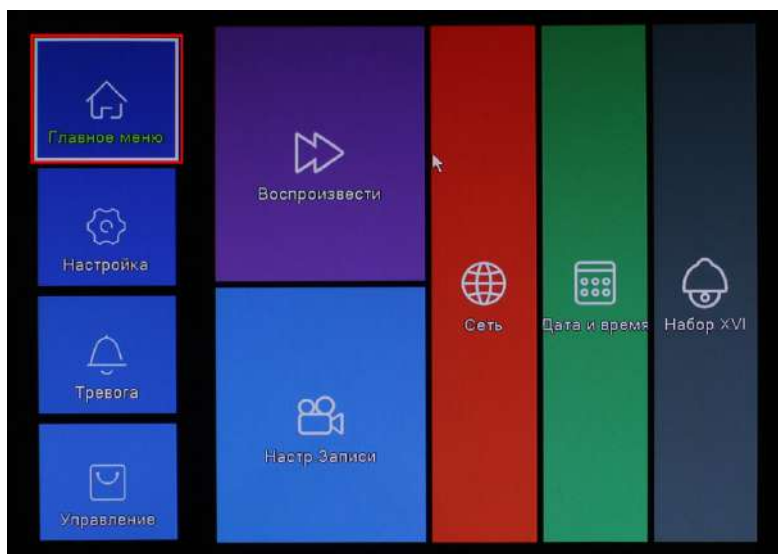 Главное меню
Настройка
Тревога
Управление
Воспроизвести
Настр.Записи
Сеть
Дата и время
Набор XVI